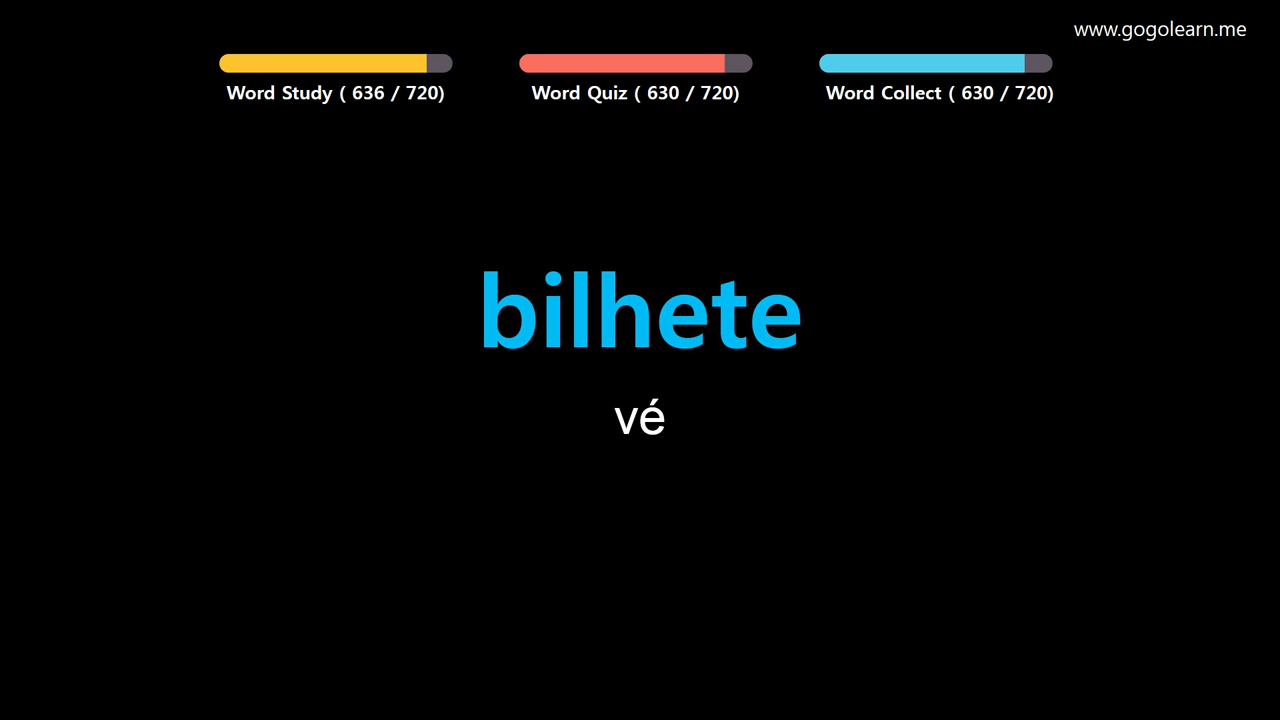 www.gogolearn.me
Word Study ( 636 / 720)
Word Quiz ( 630 / 720)
Word Collect ( 630 / 720)
bilhete
vé